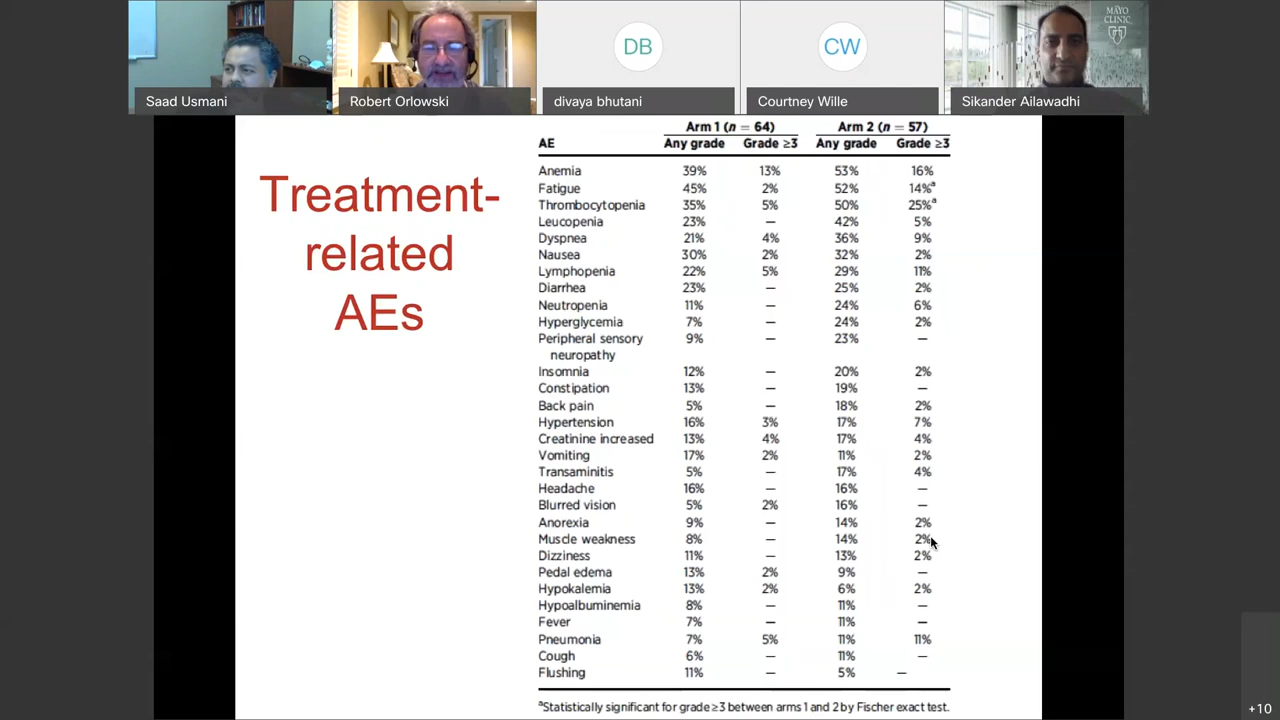 MAYO
CLINIC
DB
CW
Saad Usmani
Robert Orlowski
divaya bhutani
Courtney Wille
Sikander Ailawadhi
Treatment-
related
AEs
Arm 1 (n = 64) Arm 2 (n = 57)
AE Any grade Grade ≥3 Any grade Grade ≥3
Anemia 39% 13% 53% 16%
Fatigue 45% 2% 52% 14%a
Thrombocytopenia 35% 5% 50% 25%a
Leucopenia 23% — 42% 5%
Dyspnea 21% 4% 36% 9%
Nausea 30% 2% 32% 2%
Lymphopenia 22% 5% 29% 11%
Diarrhea 23% — 25% 2%
Neutropenia 11% — 24% 6%
Hyperglycemia 7% — 24% 2%
Peripheral sensory 9% — 23% —
neuropathy
Insomnia 12% — 20% 2%
Constipation 13% — 19% —
Back pain 5% — 18% 2%
Hypertension 16% 3% 17% 7%
Creatinine increased 13% 4% 17% 4%
Vomiting 17% 2% 11% 2%
Transaminitis 5% — 17% 4%
Headache 16% — 16% —
Blurred vision 5% 2% 16% —
Anorexia 9% — 14% 2%
Muscle weakness 8% — 14% 2%
Dizziness 11% — 13% 2%
Pedal edema 13% 2% 9% —
Hypokalemia 13% 2% 6% 2%
Hypoalbuminemia 8% — 11% —
Fever 7% — 11% —
Pneumonia 7% 5% 11% 11%
Cough 6% — 11% —
Flushing 11% — 5% —
aStatistically significant for grade ≥3 between arms 1 and 2 by Fischer exact test.
+10